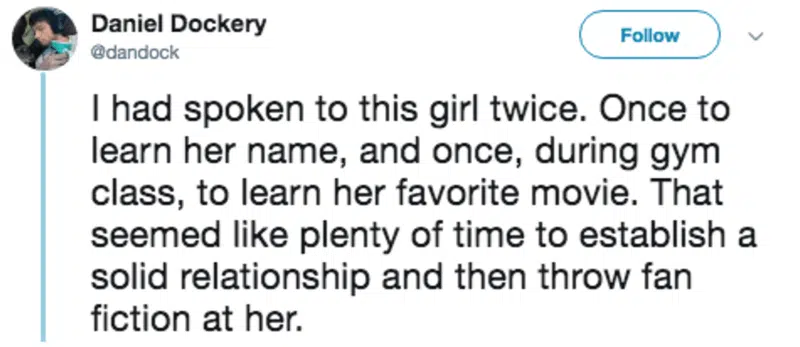 Daniel Dockery
@dandock
Follow
I had spoken to this girl twice. Once to
learn her name, and once, during gym
class, to learn her favorite movie. That
seemed like plenty of time to establish a
solid relationship and then throw fan
fiction at her.